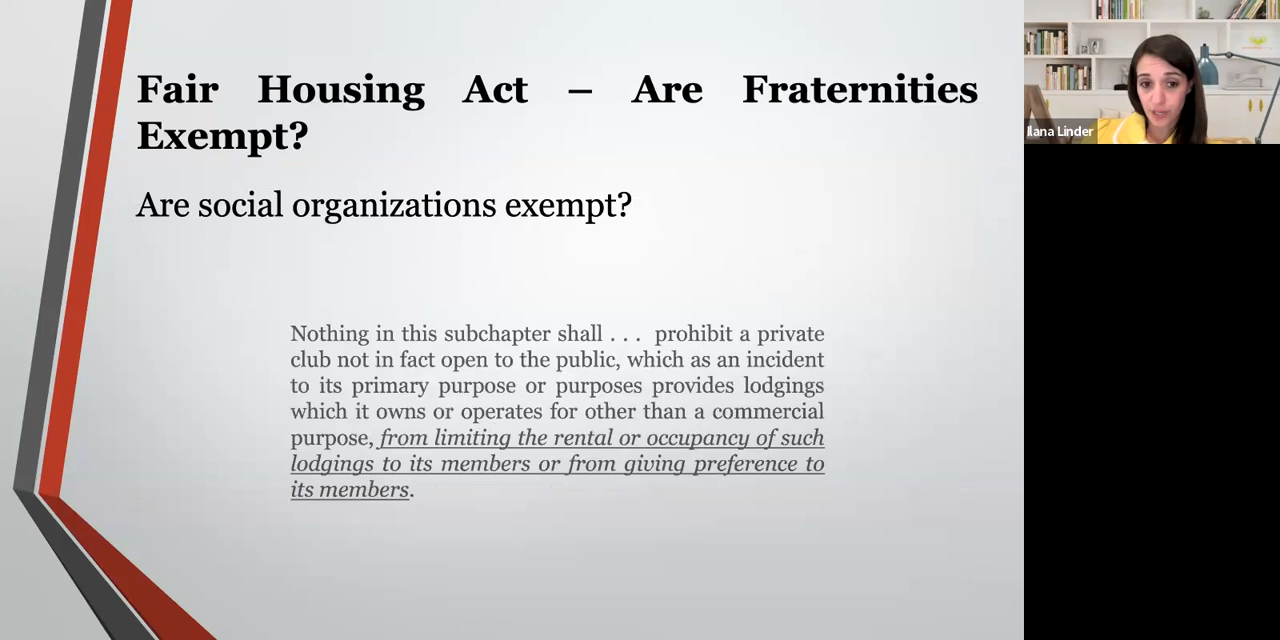 Fair Housing Act – Are Fraternities
Exempt?
Are social organizations exempt?
Nothing in this subchapter shall . . . prohibit a private
club not in fact open to the public, which as an incident
to its primary purpose or purposes provides lodgings
which it owns or operates for other than a commercial
purpose, from limiting the rental or occupancy of such
lodgings to its members or from giving preference to
its members.
Ilana Linder